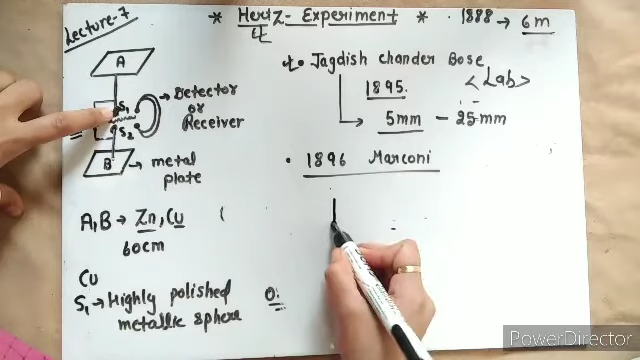 Lecture-7
* Hertz-Experiment *
· 1888 → 6m
A
S1
S2
B
→ Detector
or
Receiver
→ metal
plate
A,B → Zn, Cu
60cm
Cu
S1 → Highly polished
metallic sphere
Jagdish chander Bose
1895.
<Lab>
→ 5mm - 25mm
· 1896 Marconi
PowerDirector